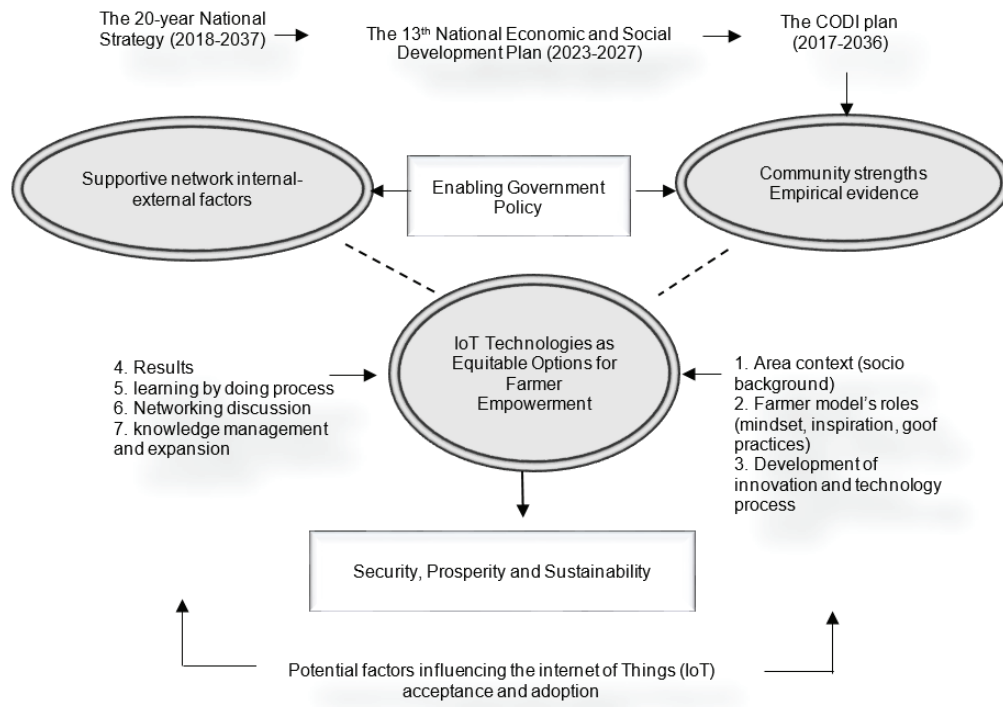 The 20-year National
Strategy (2018-2037)
The 13th National Economic and Social
Development Plan (2023-2027)
The CODI plan
(2017-2036)
Supportive network internal-
external factors
Enabling Government
Policy
Community strengths
Empirical evidence
IoT Technologies as
Equitable Options for
Farmer
Empowerment
4. Results
5. learning by doing process
6. Networking discussion
7. knowledge management
and expansion
1. Area context (socio
background)
2. Farmer model's roles
(mindset, inspiration, goof
practices)
3. Development of
innovation and technology
process
Security, Prosperity and Sustainability
Potential factors influencing the internet of Things (IoT)
acceptance and adoption